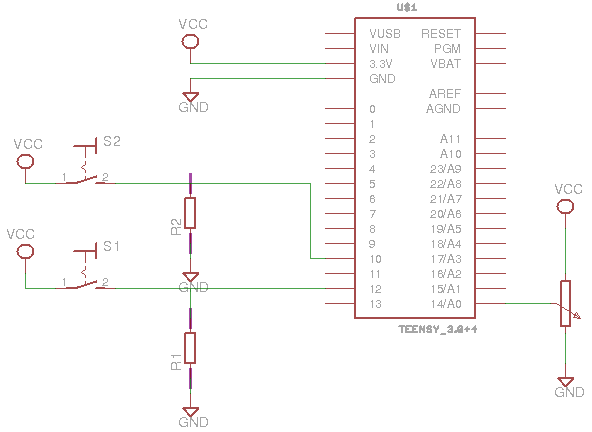 U$1
VCC
VUSB RESET
VIN PGM
3.3V VBAT
GND
AREF
GND
0 AGND
1
S2
2 A11
VCC
3 A10
4 23/A9
1 2
5 22/A8
VCC
6 21/A7
R2
7 20/A6
8 19/A5
VCC
S1
9 18/A4
10 17/A3
11 16/A2
1 2
GND
12 15/A1
13 14/A0
TEENSY_3.0+4
R1
GND
GND